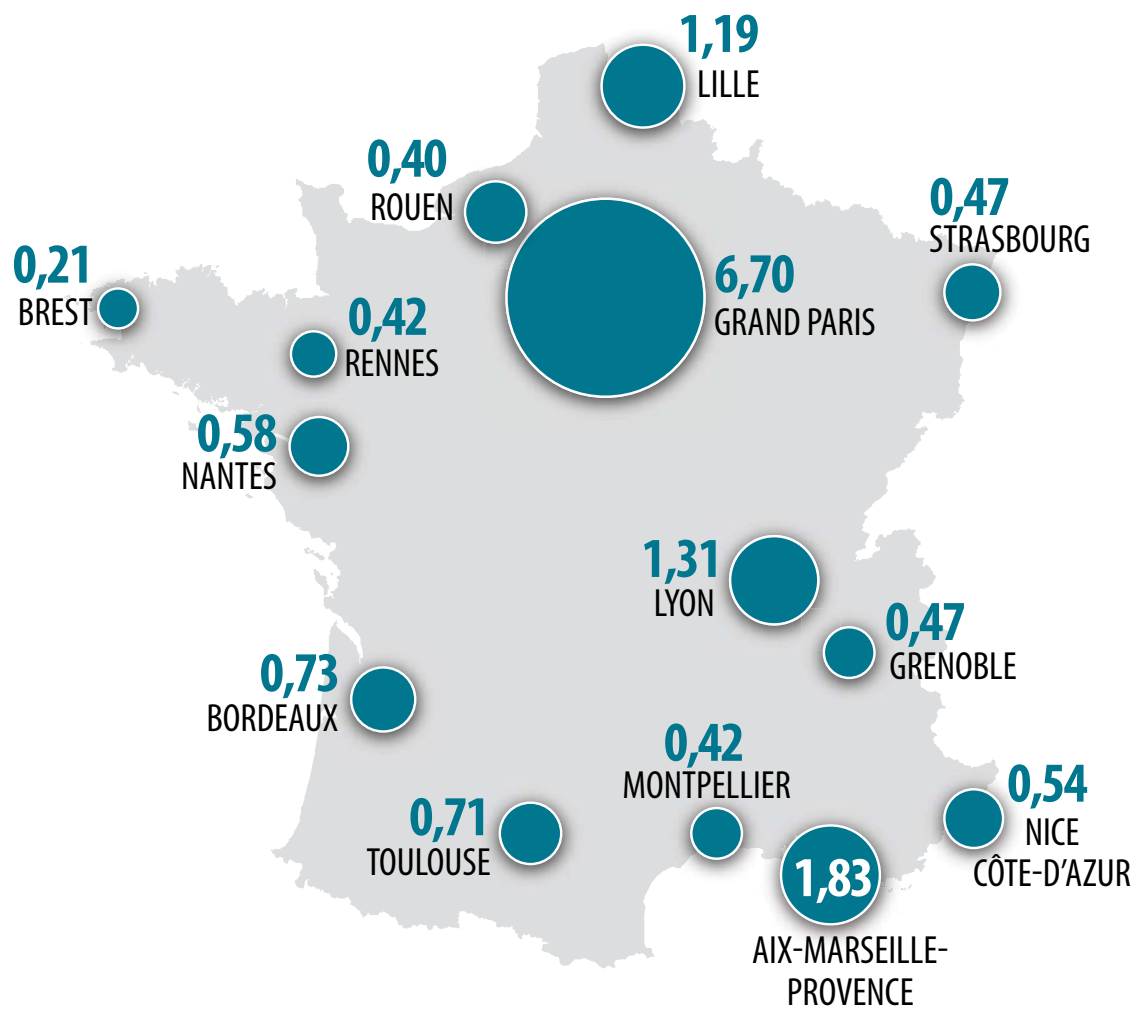 1,19
LILLE
0,40
ROUEN
0,47
STRASBOURG
0,21
BREST
6,70
GRAND PARIS
0,42
RENNES
0,58
NANTES
1,31
LYON
0,47
GRENOBLE
0,73
BORDEAUX
0,42
MONTPELLIER
0,54
NICE
CÔTE-D’AZUR
0,71
TOULOUSE
1,83
AIX-MARSEILLE-
PROVENCE